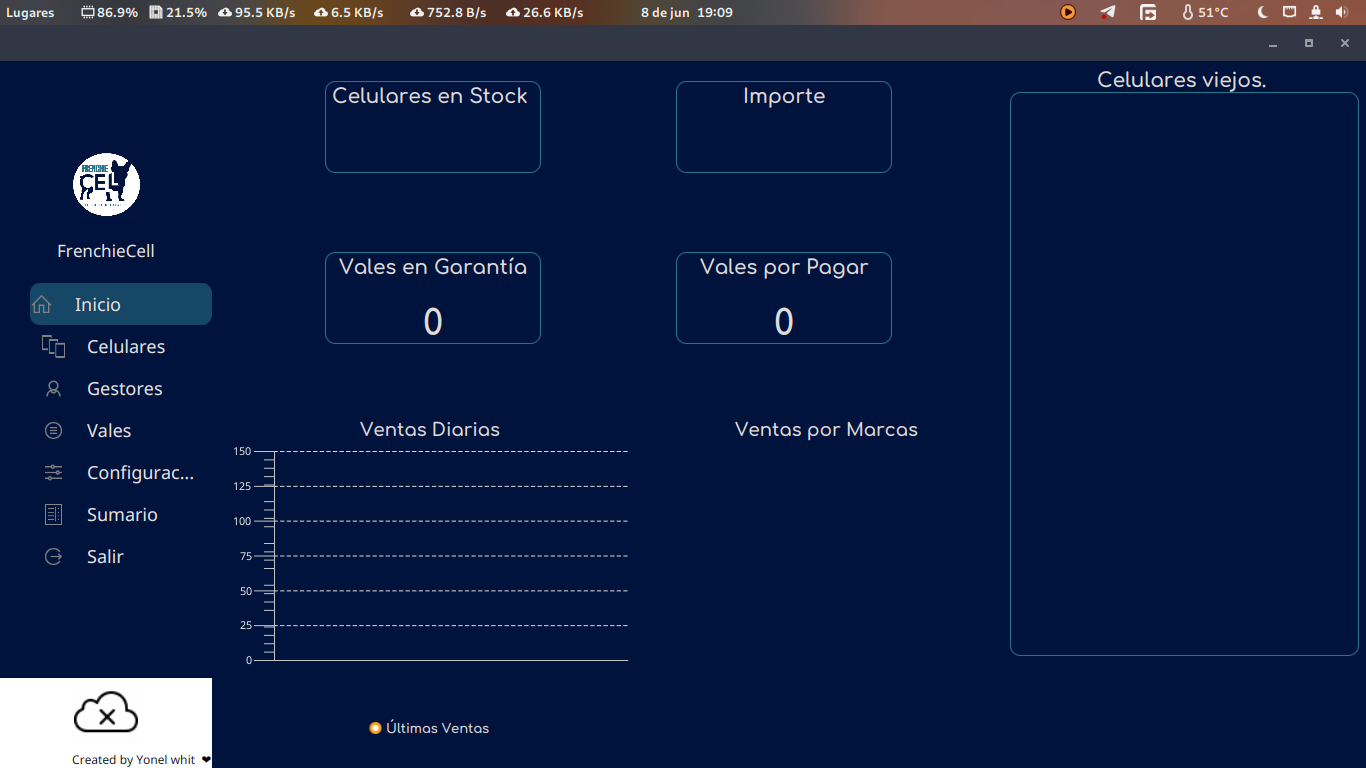 Lugares 86.9% 21.5% 95.5 KB/s 6.5 KB/s 752.8 B/s 26.6 KB/s 8 de jun 19:09 51°C
Celulares en Stock
Importe
Celulares viejos.
FRENCHIE
CEL
FrenchieCell
Vales en Garantía
0
Vales por Pagar
0
Inicio
Celulares
Gestores
Vales
Configurac...
Sumario
Salir
Ventas Diarias
150
125
100
75
50
25
0
Últimas Ventas
Ventas por Marcas
Created by Yonel whit ❤